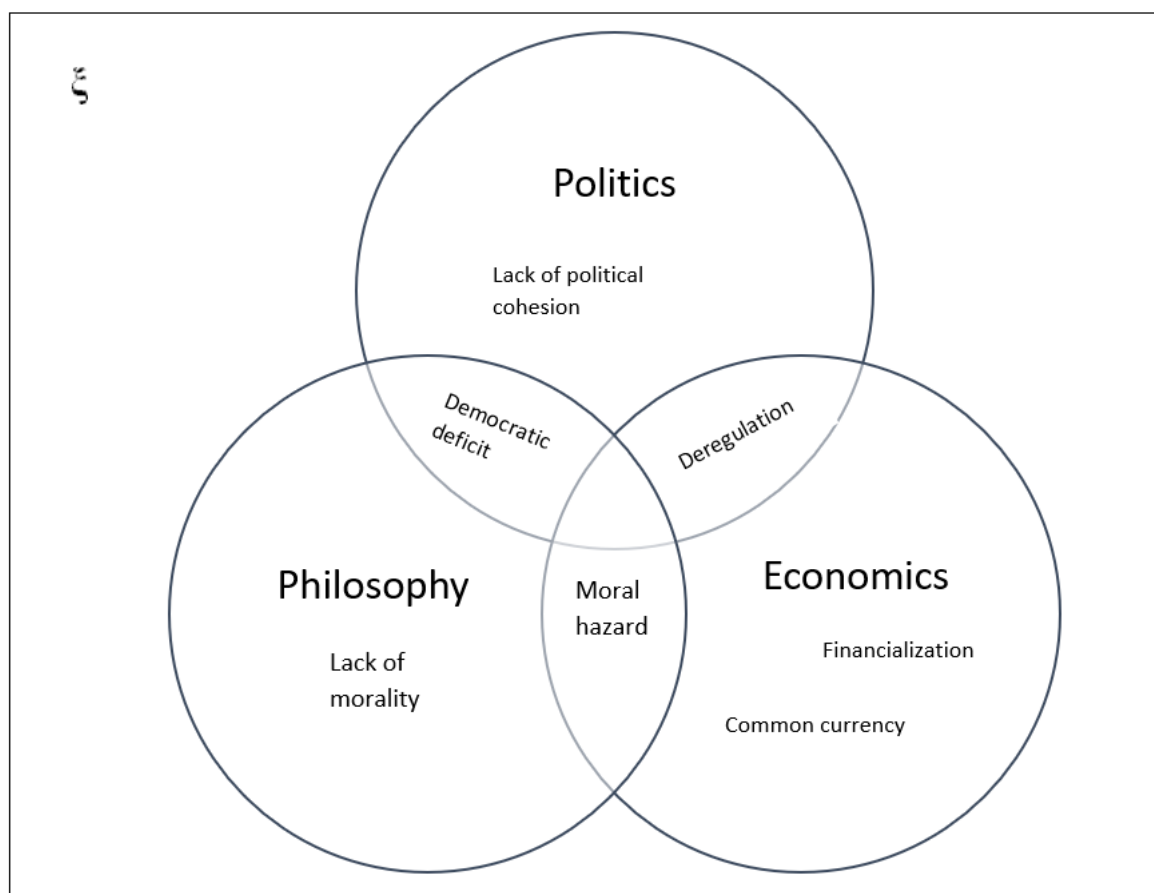 ξ
Politics
Lack of political
cohesion
Democratic
deficit
Deregulation
Philosophy
Economics
Moral
hazard
Lack of
morality
Financialization
Common currency